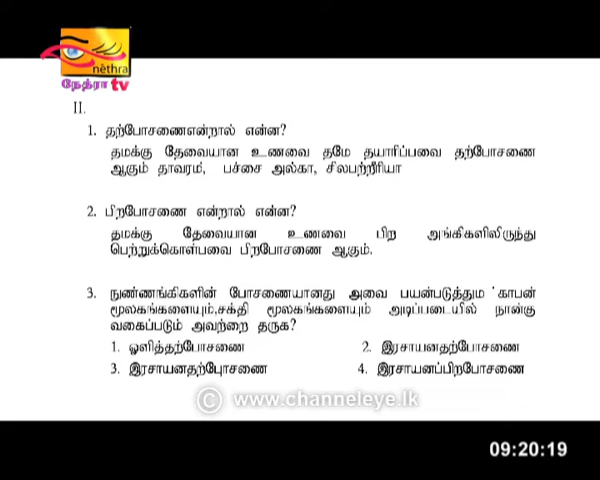 nēthra
நேத்ரா tv
II.
1. தற்போசணைஎன்றால் என்ன?
தமக்கு தேவையான உணவை தமே தயாரிப்பவை தற்போசணை
ஆகும் தாவரம், பச்சை அல்கா, சிலபற்றீரியா
2. பிறபோசணை என்றால் என்ன?
தமக்கு தேவையான உணவை பிற அங்கிகளிலிருந்து
பெற்றுக்கொள்பவை பிறபோசணை ஆகும்.
3. நுண்ணங்கிகளின் போசணையானது அவை பயன்படுத்தும 'காபன்
மூலகங்களையும்,சக்தி மூலகங்களையும் அடிப்படையில் நான்கு
வகைப்படும் அவற்றை தருக?
1. ஓளித்தற்போசணை 2. இரசாயனதற்போசணை
3. இரசாயனதற்போசணை 4. இரசாயனப்பிறபோசணை
© www.channeleye.lk
09:20:19